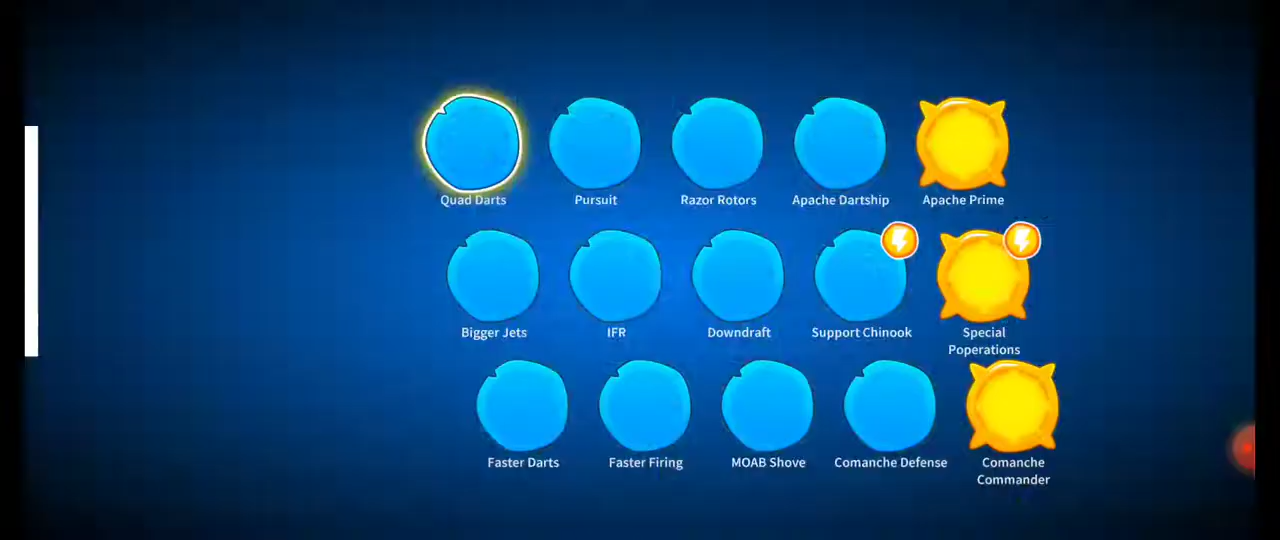 Quad Darts
Pursuit
Razor Rotors
Apache Dartship
Apache Prime
Bigger Jets
IFR
Downdraft
Support Chinook
Special
Poperations
Faster Darts
Faster Firing
MOAB Shove
Comanche Defense
Comanche
Commander